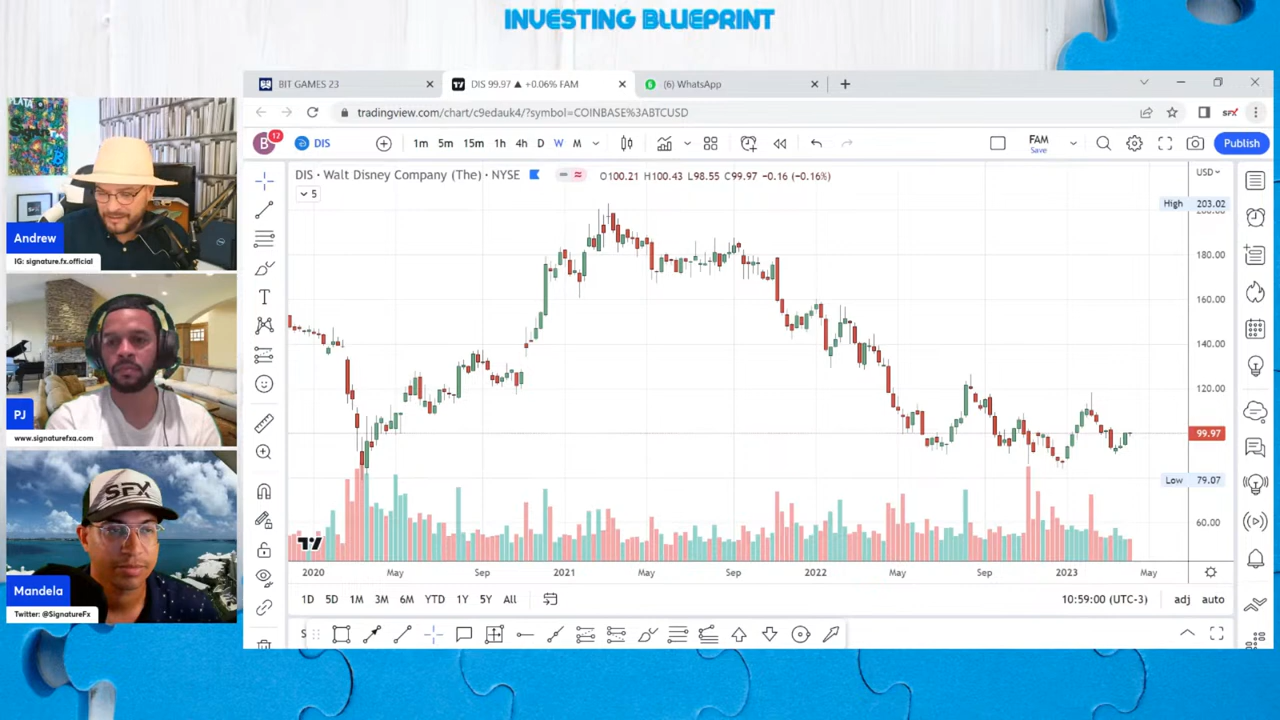 INVESTING BLUEPRINT
BIT GAMES 23
DIS 99.97 ▲ +0.06% FAM
(6) WhatsApp
tradingview.com/chart/c9edauk4/?symbol=COINBASE%3ABTCUSD
SFX
B 12
DIS
1m 5m 15m 1h 4h D W M
FAM
Save
Publish
DIS · Walt Disney Company (The) · NYSE
O100.21 H100.43 L98.55 C99.97 -0.16 (-0.16%)
5
USD
High 203.02
180.00
160.00
140.00
120.00
99.97
Low 79.07
60.00
2020 May Sep 2021 May Sep 2022 May Sep 2023 May
1D 5D 1M 3M 6M YTD 1Y 5Y All
10:59:00 (UTC-3)
adj auto
Andrew
IG: signature.fx.official
PJ
www.signaturefxa.com
SFX
Mandela
Twitter: @SignatureFx